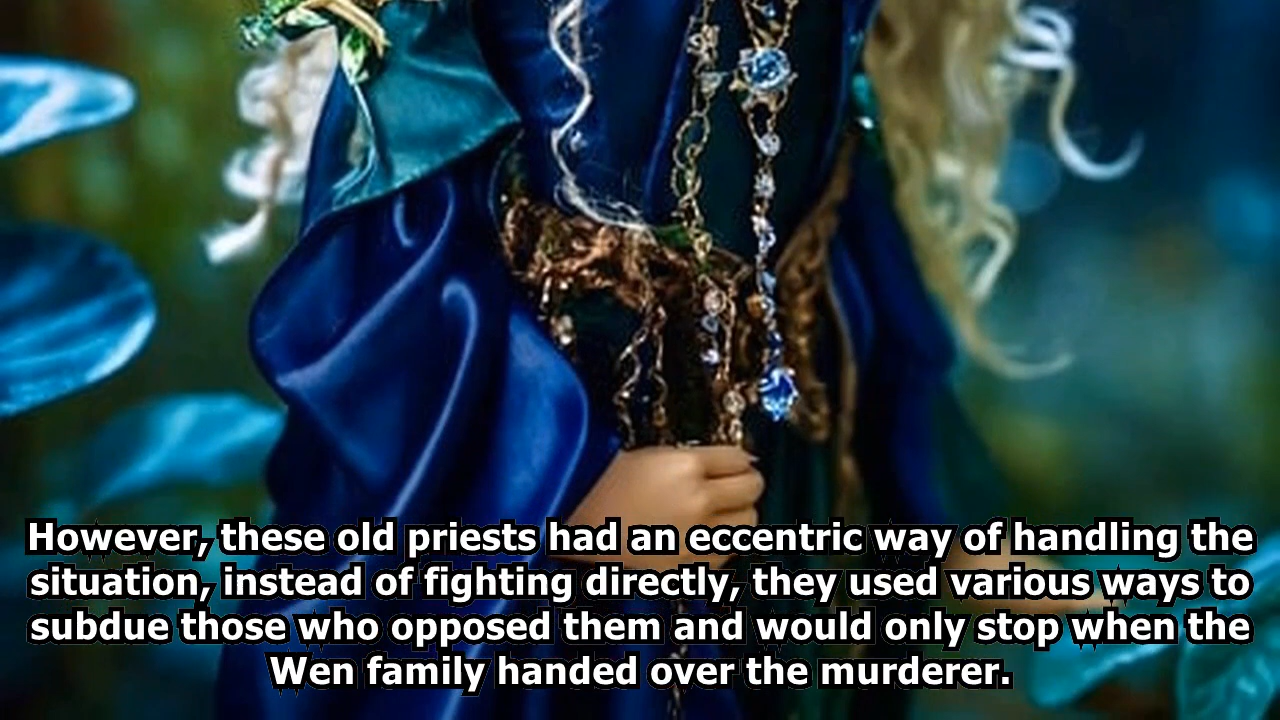 However, these old priests had an eccentric way of handling the
situation, instead of fighting directly, they used various ways to
subdue those who opposed them and would only stop when the
Wen family handed over the murderer.